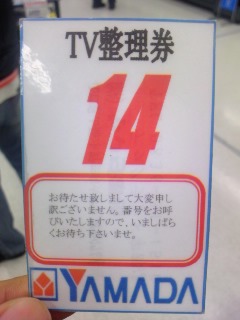 TV整理券
14
お待たせ致しまして大変申し
訳ございません。番号をお呼
びいたしますので、いましばら
くお待ち下さいませ。
YAMADA